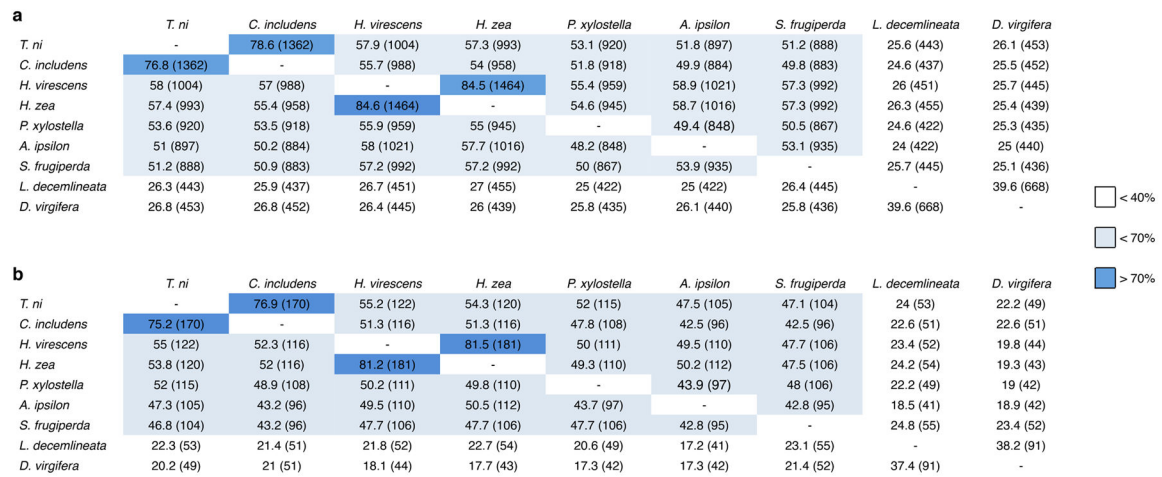 a
T. ni C. includens H. virescens H. zea P. xylostella A. ipsilon S. frugiperda L. decemlineata D. virgifera
T. ni - 78.6 (1362) 57.9 (1004) 57.3 (993) 53.1 (920) 51.8 (897) 51.2 (888) 25.6 (443) 26.1 (453)
C. includens 76.8 (1362) - 55.7 (988) 54 (958) 51.8 (918) 49.9 (884) 49.8 (883) 24.6 (437) 25.5 (452)
H. virescens 58 (1004) 57 (988) - 84.5 (1464) 55.4 (959) 58.9 (1021) 57.3 (992) 26 (451) 25.7 (445)
H. zea 57.4 (993) 55.4 (958) 84.6 (1464) - 54.6 (945) 58.7 (1016) 57.3 (992) 26.3 (455) 25.4 (439)
P. xylostella 53.6 (920) 53.5 (918) 55.9 (959) 55 (945) - 49.4 (848) 50.5 (867) 24.6 (422) 25.3 (435)
A. ipsilon 51 (897) 50.2 (884) 58 (1021) 57.7 (1016) 48.2 (848) - 53.1 (935) 24 (422) 25 (440)
S. frugiperda 51.2 (888) 50.9 (883) 57.2 (992) 57.2 (992) 50 (867) 53.9 (935) - 25.7 (445) 25.1 (436)
L. decemlineata 26.3 (443) 25.9 (437) 26.7 (451) 27 (455) 25 (422) 25 (422) 26.4 (445) - 39.6 (668)
D. virgifera 26.8 (453) 26.8 (452) 26.4 (445) 26 (439) 25.8 (435) 26.1 (440) 25.8 (436) 39.6 (668) -
< 40%
< 70%
> 70%
b
T. ni C. includens H. virescens H. zea P. xylostella A. ipsilon S. frugiperda L. decemlineata D. virgifera
T. ni - 76.9 (170) 55.2 (122) 54.3 (120) 52 (115) 47.5 (105) 47.1 (104) 24 (53) 22.2 (49)
C. includens 75.2 (170) - 51.3 (116) 51.3 (116) 47.8 (108) 42.5 (96) 42.5 (96) 22.6 (51) 22.6 (51)
H. virescens 55 (122) 52.3 (116) - 81.5 (181) 50 (111) 49.5 (110) 47.7 (106) 23.4 (52) 19.8 (44)
H. zea 53.8 (120) 52 (116) 81.2 (181) - 49.3 (110) 50.2 (112) 47.5 (106) 24.2 (54) 19.3 (43)
P. xylostella 52 (115) 48.9 (108) 50.2 (111) 49.8 (110) - 43.9 (97) 48 (106) 22.2 (49) 19 (42)
A. ipsilon 47.3 (105) 43.2 (96) 49.5 (110) 50.5 (112) 43.7 (97) - 42.8 (95) 18.5 (41) 18.9 (42)
S. frugiperda 46.8 (104) 43.2 (96) 47.7 (106) 47.7 (106) 47.7 (106) 42.8 (95) - 24.8 (55) 23.4 (52)
L. decemlineata 22.3 (53) 21.4 (51) 21.8 (52) 22.7 (54) 20.6 (49) 17.2 (41) 23.1 (55) - 38.2 (91)
D. virgifera 20.2 (49) 21 (51) 18.1 (44) 17.7 (43) 17.3 (42) 17.3 (42) 21.4 (52) 37.4 (91) -